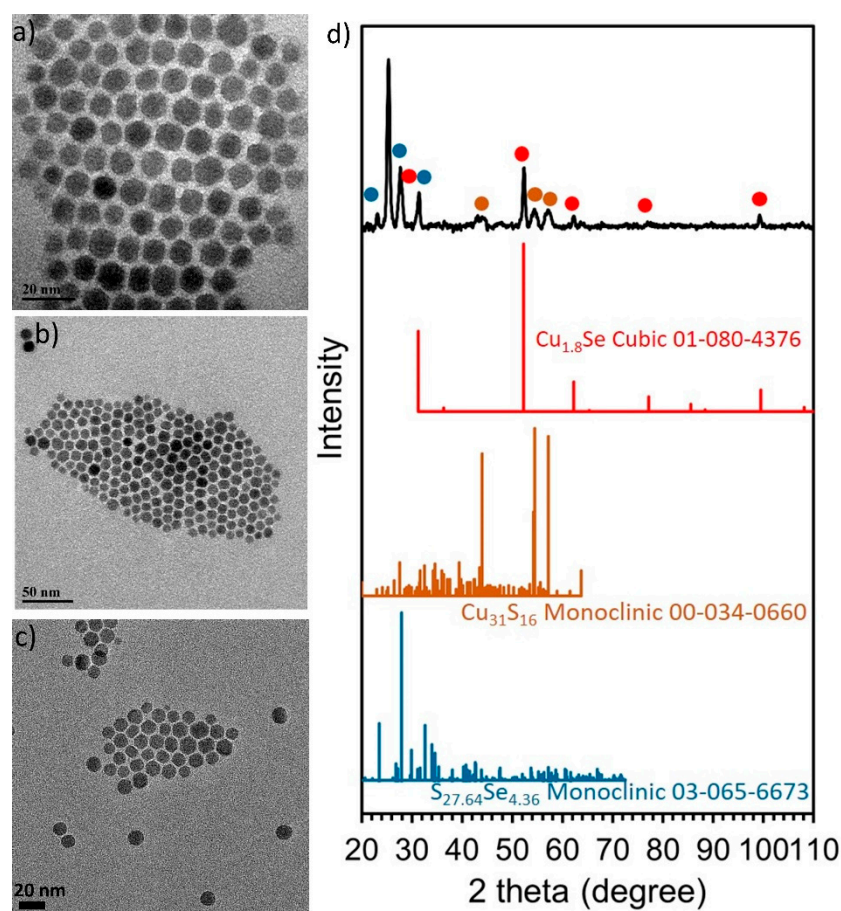 a)
20 nm
b)
50 nm
c)
20 nm
d)
Intensity
Cu1.8Se Cubic 01-080-4376
Cu31S16 Monoclinic 00-034-0660
S27.64Se4.36 Monoclinic 03-065-6673
20 30 40 50 60 70 80 90 100110
2 theta (degree)